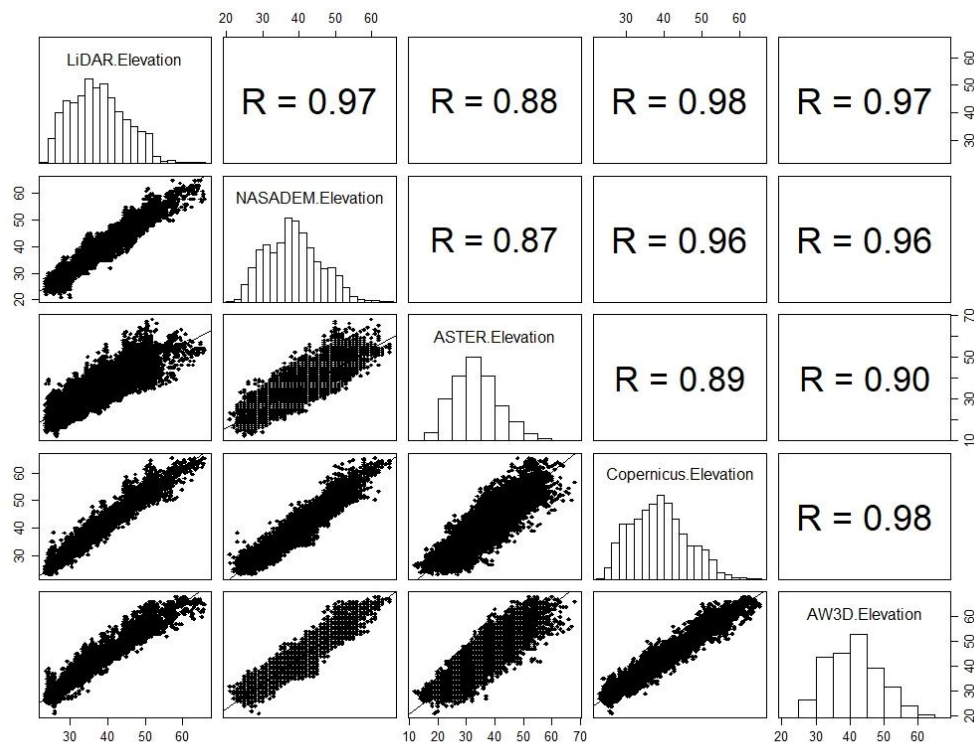 20 30 40 50 60
30 40 50 60
LiDAR.Elevation
R = 0.97
R = 0.88
R = 0.98
R = 0.97
30 40 50 60
20 30 40 50 60
NASADEM.Elevation
R = 0.87
R = 0.96
R = 0.96
ASTER.Elevation
R = 0.89
R = 0.90
10 30 50 70
30 40 50 60
Copernicus.Elevation
R = 0.98
AW3D.Elevation
20 30 40 50 60
30 40 50 60
10 20 30 40 50 60 70
20 30 40 50 60